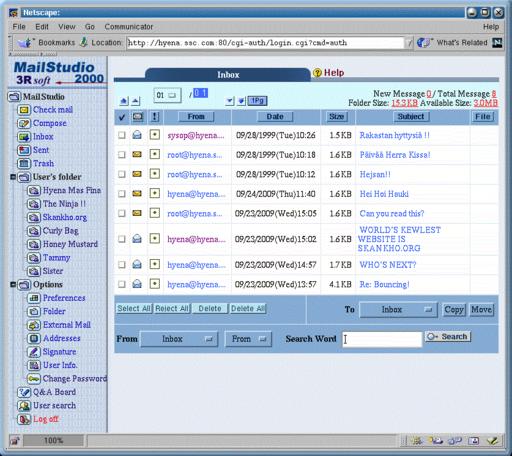 Netscape:
File Edit View Go Communicator Help
Bookmarks Location: http://hyena.ssc.com:80/cgi-auth/login.cgi?cmd=auth What's Related N
MailStudio
3R soft 2000
Inbox
? Help
01 / 0 1
1Pg
New Message 0 / Total Message 8
Folder Size: 15.3KB Available Size: 3.0MB
MailStudio
Check mail
Compose
Inbox
Sent
Trash
User's folder
Hyena Mas Fina
The Ninja !!
Skankho.org
Curly Bag
Honey Mustard
Tammy
Sister
Options
Preferences
Folder
External Mail
Addresses
Signature
User Info.
Change Password
Q&A Board
User search
Log off
! From Date Size Subject File
sysop@hyena.... 09/28/1999(Tue)10:26 1.5KB Rakastan hyttysiä !!
root@hyena.s... 09/28/1999(Tue)10:18 1.5KB Päivää Herra Kissa!
root@hyena.s... 09/28/1999(Tue)10:12 1.6KB Hejsan!!
hyena@hyena.... 09/24/2009(Thu)11:40 1.6KB Hei Hoi Hauki
root@hyena.s... 09/23/2009(Wed)15:05 1.6KB Can you read this?
hyena@hyena.... 09/23/2009(Wed)15:02 1.6KB WORLD'S KEWLEST
WEBSITE IS
SKANKHO.ORG
hyena@hyena.... 09/23/2009(Wed)14:57 1.7KB WHO'S NEXT?
hyena@hyena.... 09/23/2009(Wed)13:57 4.1KB Re: Bouncing!
Select All Reject All Delete Delete All To Inbox Copy Move
From Inbox From Search Word Search
100%